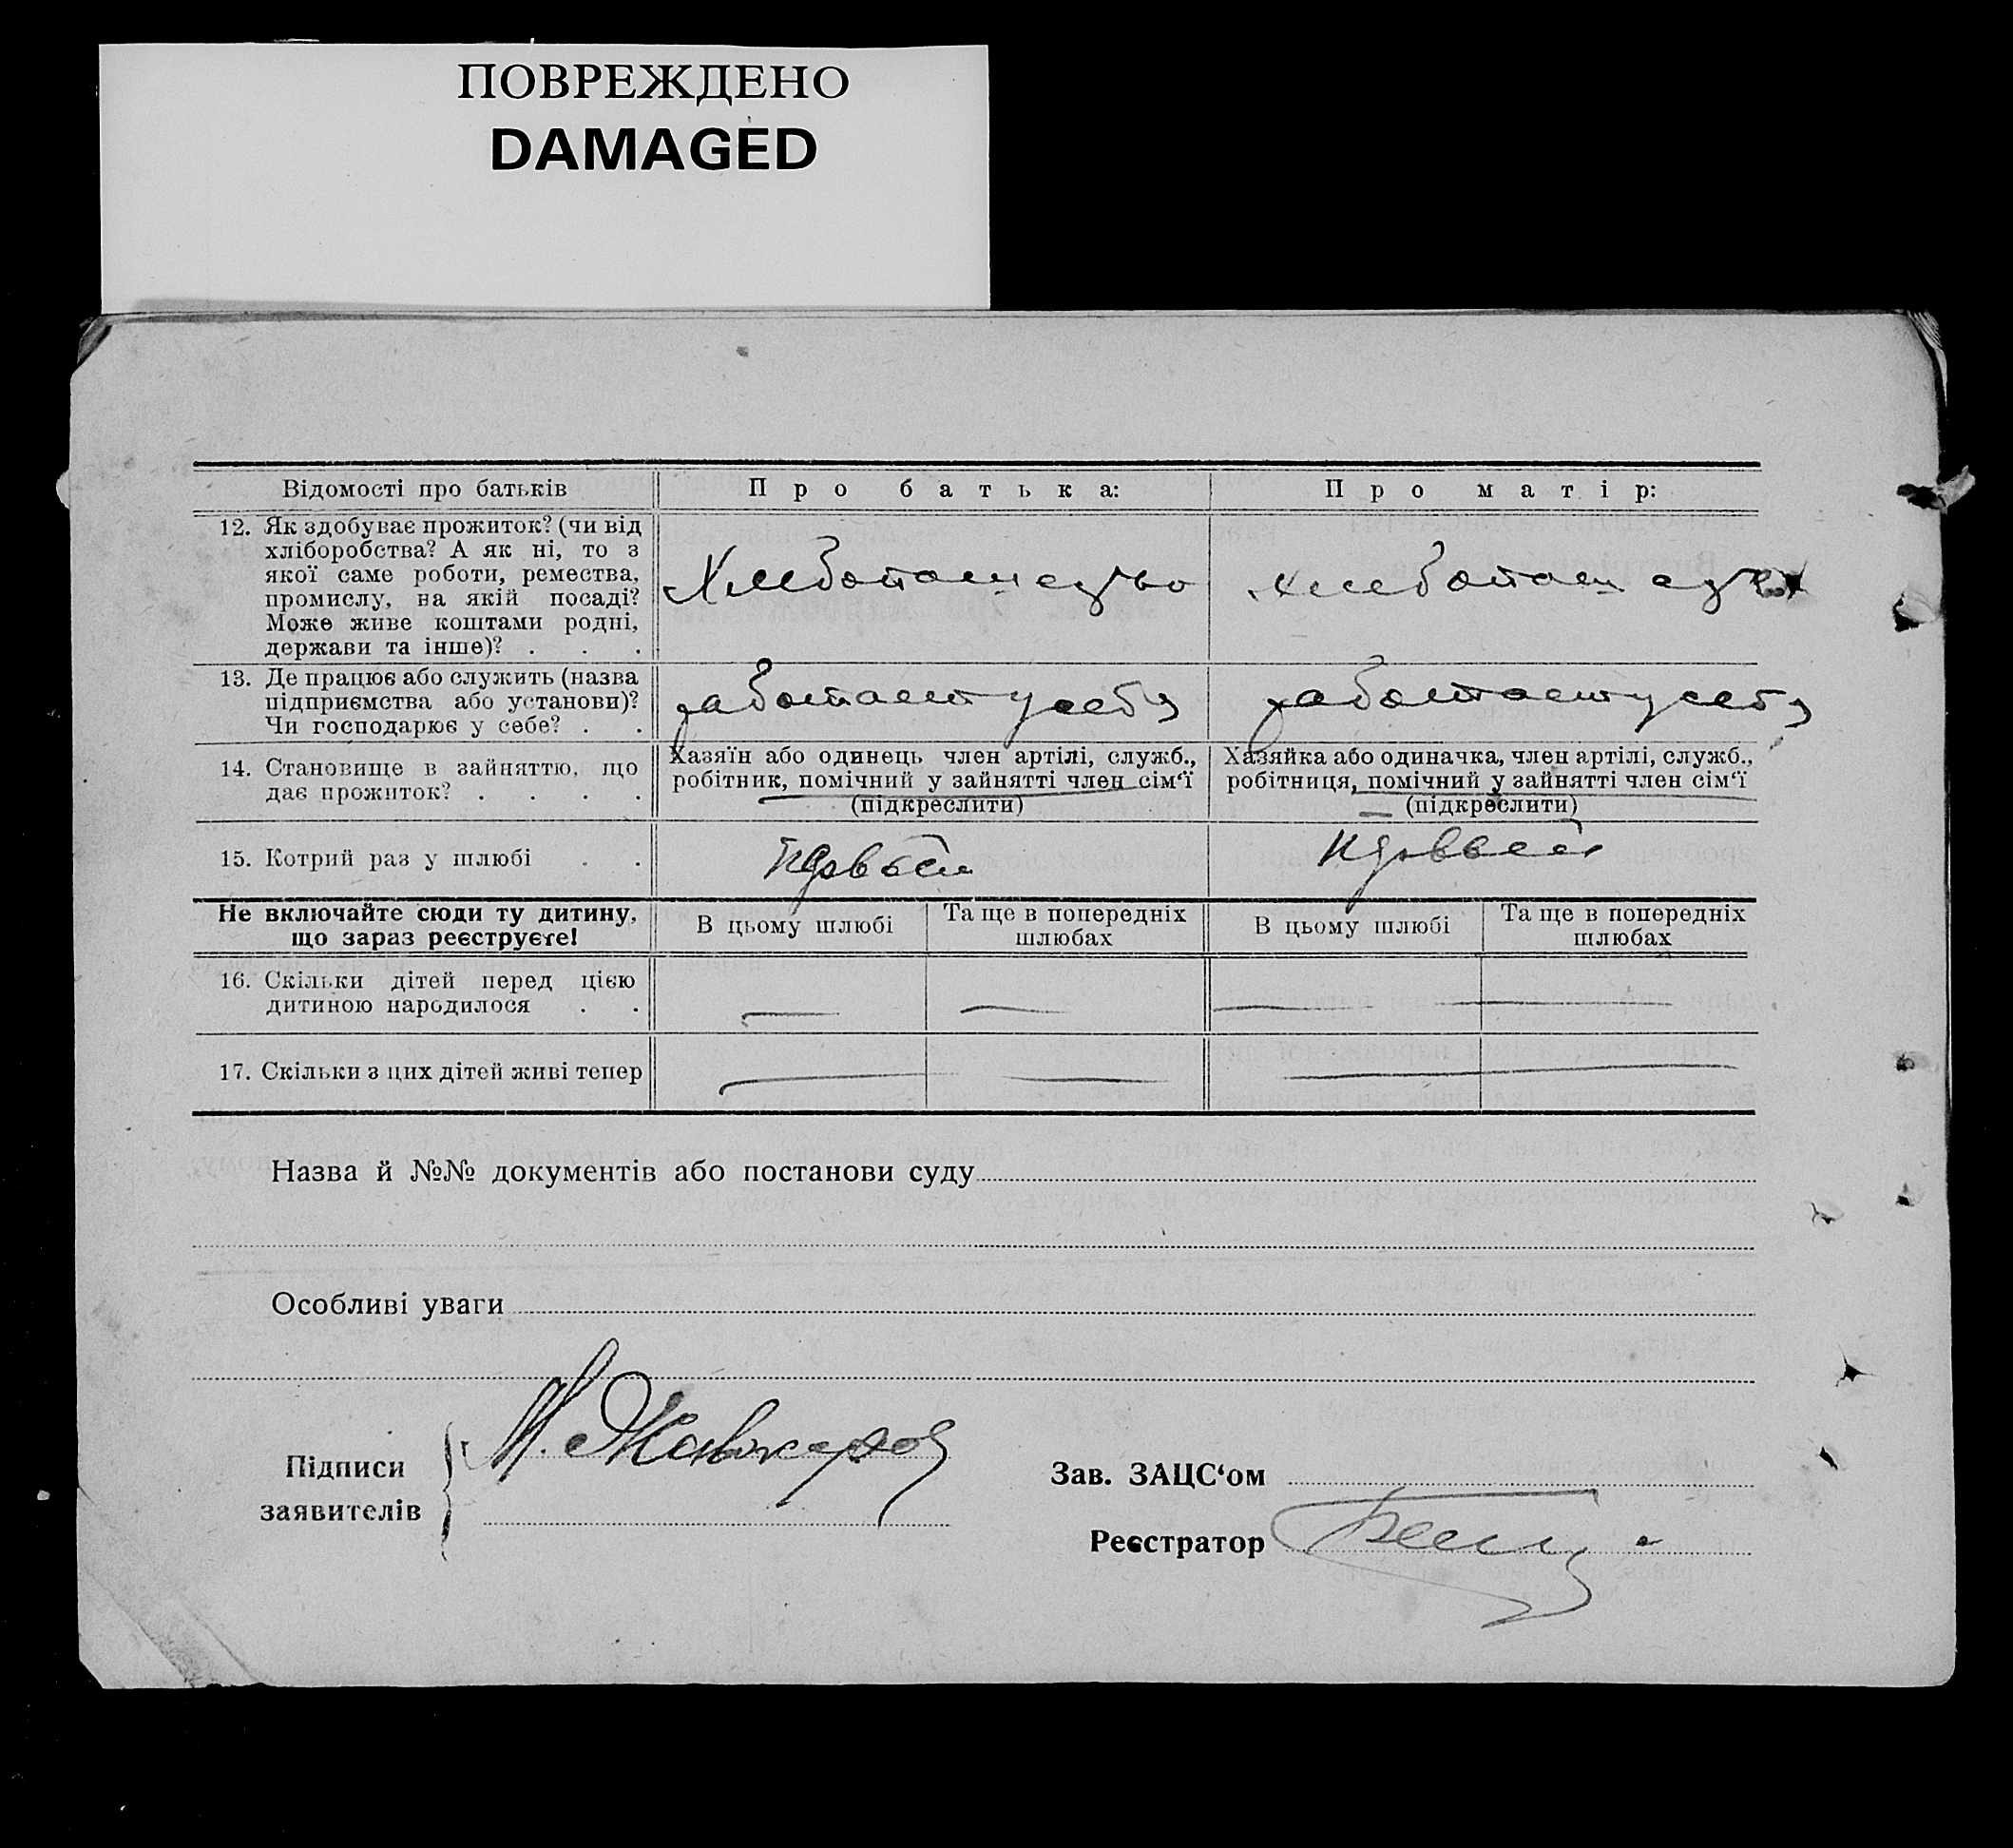 ПОВРЕЖДЕНО
DAMAGED
Відомості про батьків
Про батька:
Про матір:
12. Як здобуває прожиток? (чи від
хліборобства? А як ні, то з
якої саме роботи, ремества,
промислу, на якій посаді?
Може живе коштами родні,
держави та інше)? . . .
Хлебопашедство
хлебопашед
13. Де працює або служить (назва
підприємства або установи)?
Чи господарює у себе? . .
работает у себя
работает у себя
14. Становище в зайняттю, що
дає прожиток? . . . .
Хазяїн або одинець член артілі, служб.,
робітник, помічний у зайнятті член сім‘ї
(підкреслити)
Хазяйка або одиначка, член артілі, служб.,
робітниця, помічний у зайнятті член сім‘ї
(підкреслити)
15. Котрий раз у шлюбі . .
Не включайте сюди ту дитину,
що зараз реєструєте!
В цьому шлюбі
Та ще в попередніх
шлюбах
В цьому шлюбі
Та ще в попередніх
шлюбах
16. Скільки дітей перед цією
дитиною народилося . .
— — — —
17. Скільки з цих дітей живі тепер
— — —
Назва й №№ документів або постанови суду
Особливі уваги
Підписи
заявителів
Зав. ЗАЦС‘ом
Реєстратор